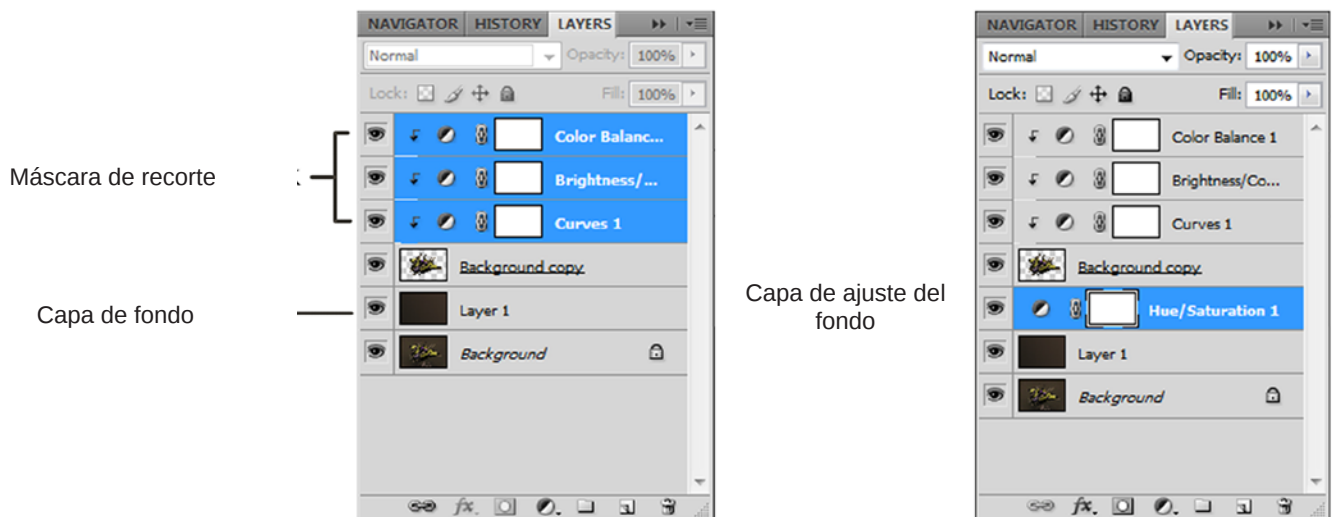 NAVIGATOR HISTORY LAYERS
Normal Opacity: 100%
Lock: Fill: 100%
Color Balanc...
Brightness/...
Curves 1
Background copy
Layer 1
Background
fx.
Máscara de recorte
Capa de fondo
Capa de ajuste del
fondo
NAVIGATOR HISTORY LAYERS
Normal Opacity: 100%
Lock: Fill: 100%
Color Balance 1
Brightness/Co...
Curves 1
Background copy
Hue/Saturation 1
Layer 1
Background
fx.